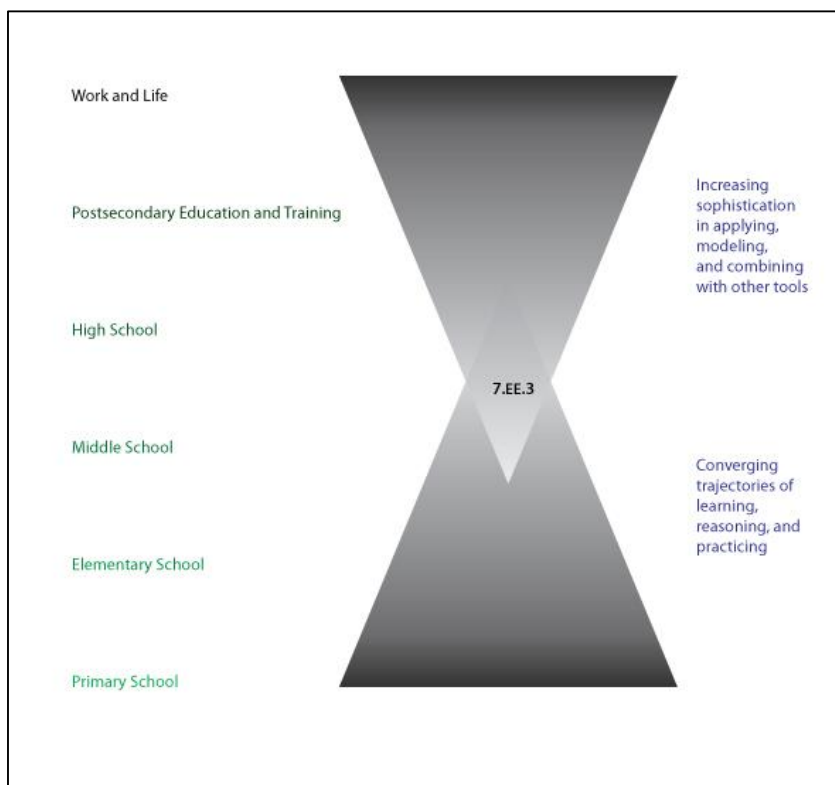 Work and Life
Postsecondary Education and Training
High School
Middle School
Elementary School
Primary School
7.EE.3
Increasing
sophistication
in applying,
modeling,
and combining
with other tools
Converging
trajectories of
learning,
reasoning, and
practicing